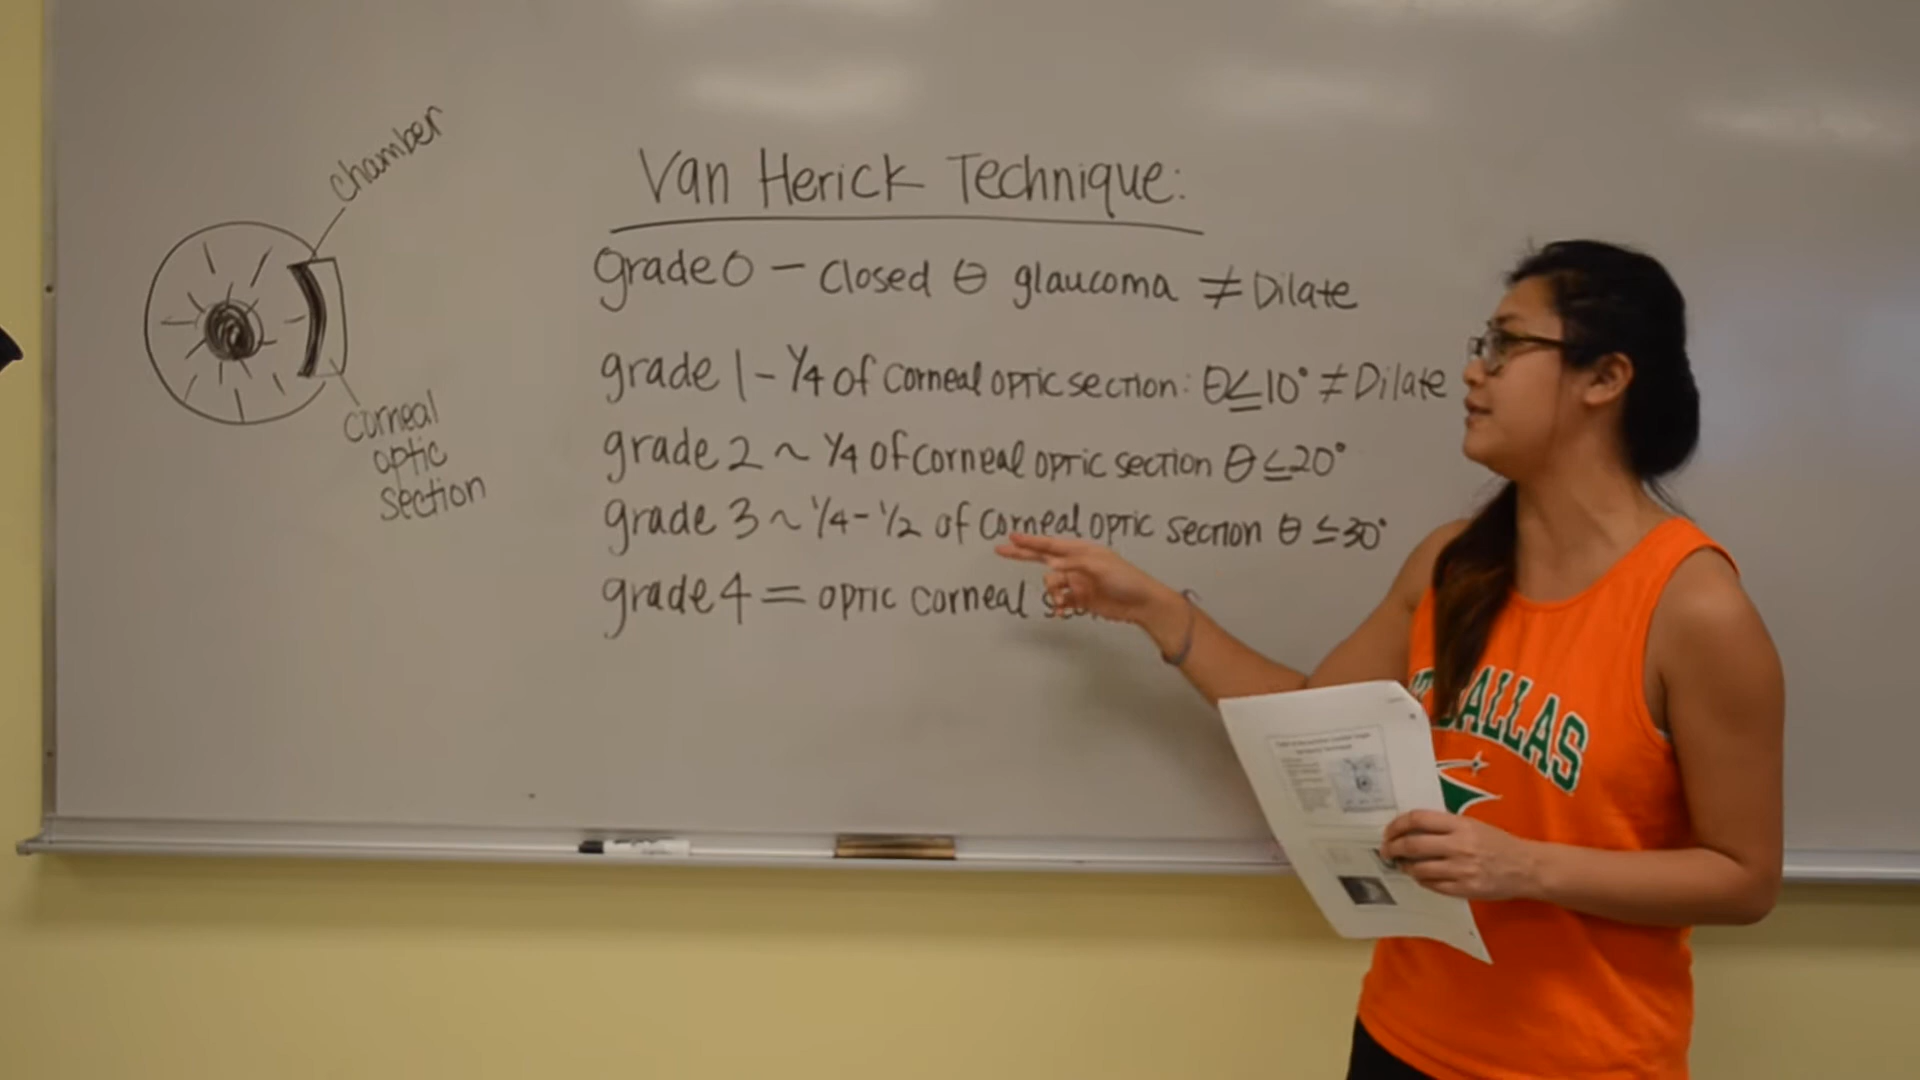 chamber
corneal
optic
section
Van Herick Technique:
grade 0 – closed θ glaucoma ≠ Dilate
grade 1 – 1/4 of corneal optic section: θ ≤ 10° ≠ Dilate
grade 2 ~ 1/4 of corneal optic section θ ≤ 20°
grade 3 ~ 1/4 – 1/2 of corneal optic section θ ≤ 30°
grade 4 = optic corneal
DALLAS